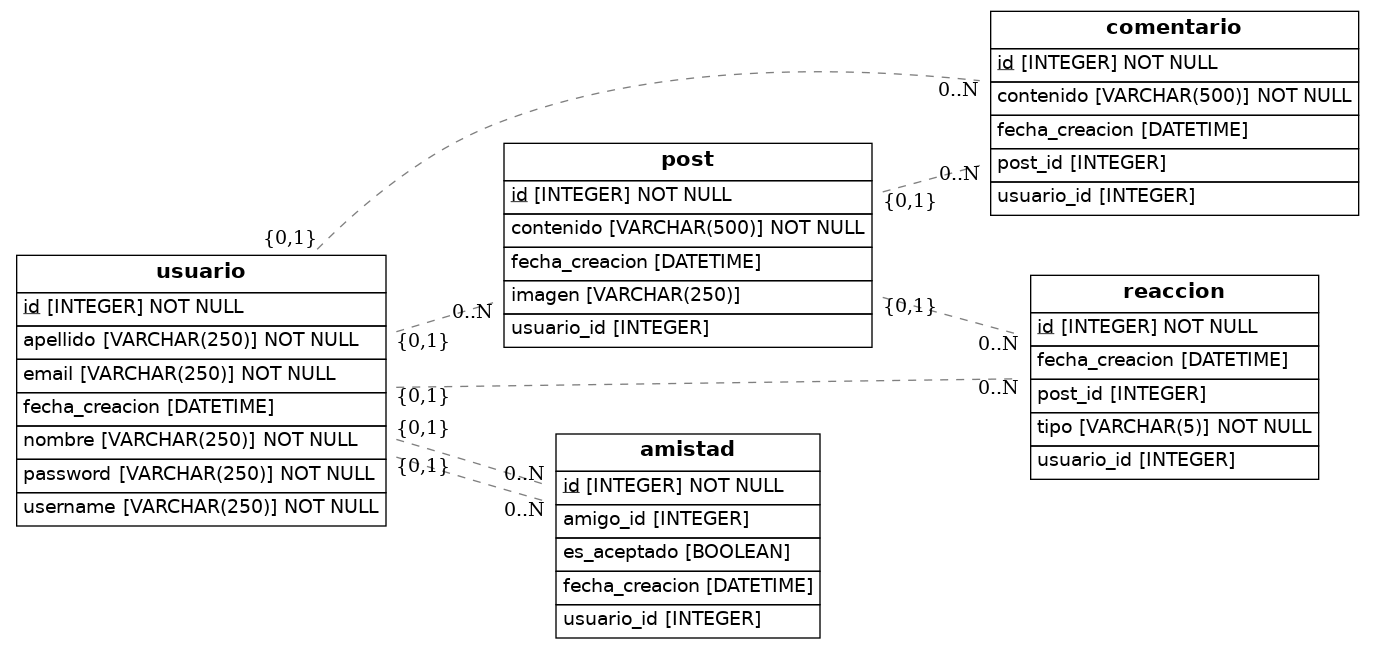 comentario
id [INTEGER] NOT NULL
contenido [VARCHAR(500)] NOT NULL
fecha_creacion [DATETIME]
post_id [INTEGER]
usuario_id [INTEGER]
0..N
0..N
post
id [INTEGER] NOT NULL
contenido [VARCHAR(500)] NOT NULL
fecha_creacion [DATETIME]
imagen [VARCHAR(250)]
usuario_id [INTEGER]
{0,1}
{0,1}
{0,1}
usuario
id [INTEGER] NOT NULL
apellido [VARCHAR(250)] NOT NULL
email [VARCHAR(250)] NOT NULL
fecha_creacion [DATETIME]
nombre [VARCHAR(250)] NOT NULL
password [VARCHAR(250)] NOT NULL
username [VARCHAR(250)] NOT NULL
0..N
{0,1}
{0,1}
{0,1}
{0,1}
reaccion
id [INTEGER] NOT NULL
fecha_creacion [DATETIME]
post_id [INTEGER]
tipo [VARCHAR(5)] NOT NULL
usuario_id [INTEGER]
0..N
0..N
amistad
id [INTEGER] NOT NULL
amigo_id [INTEGER]
es_aceptado [BOOLEAN]
fecha_creacion [DATETIME]
usuario_id [INTEGER]
0..N
0..N